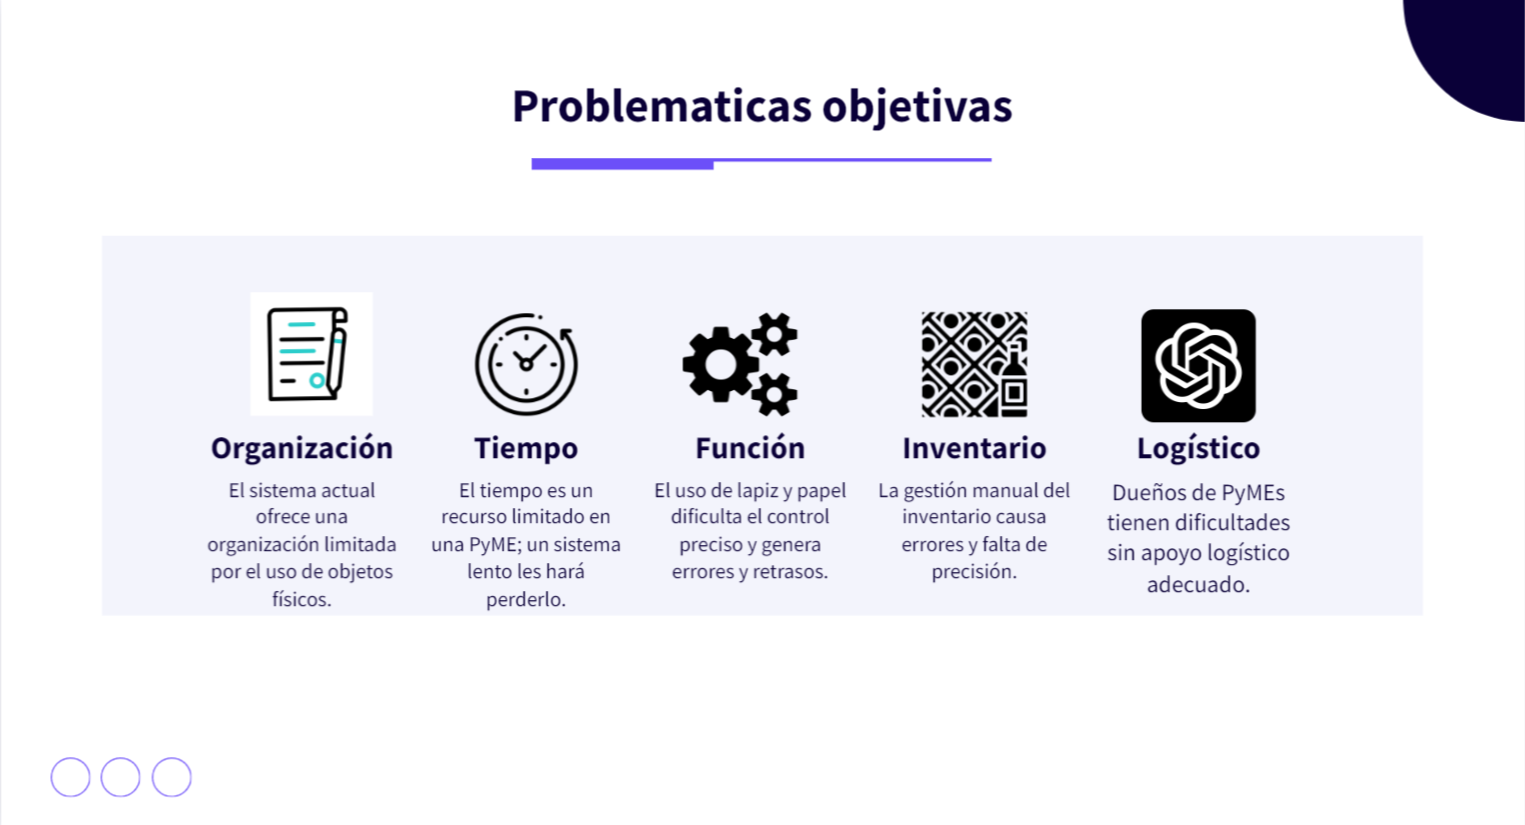 Problematicas objetivas
Organización
El sistema actual
ofrece una
organización limitada
por el uso de objetos
físicos.
Tiempo
El tiempo es un
recurso limitado en
una PyME; un sistema
lento les hará
perderlo.
Función
El uso de lapiz y papel
dificulta el control
preciso y genera
errores y retrasos.
Inventario
La gestión manual del
inventario causa
errores y falta de
precisión.
Logístico
Dueños de PyMEs
tienen dificultades
sin apoyo logístico
adecuado.